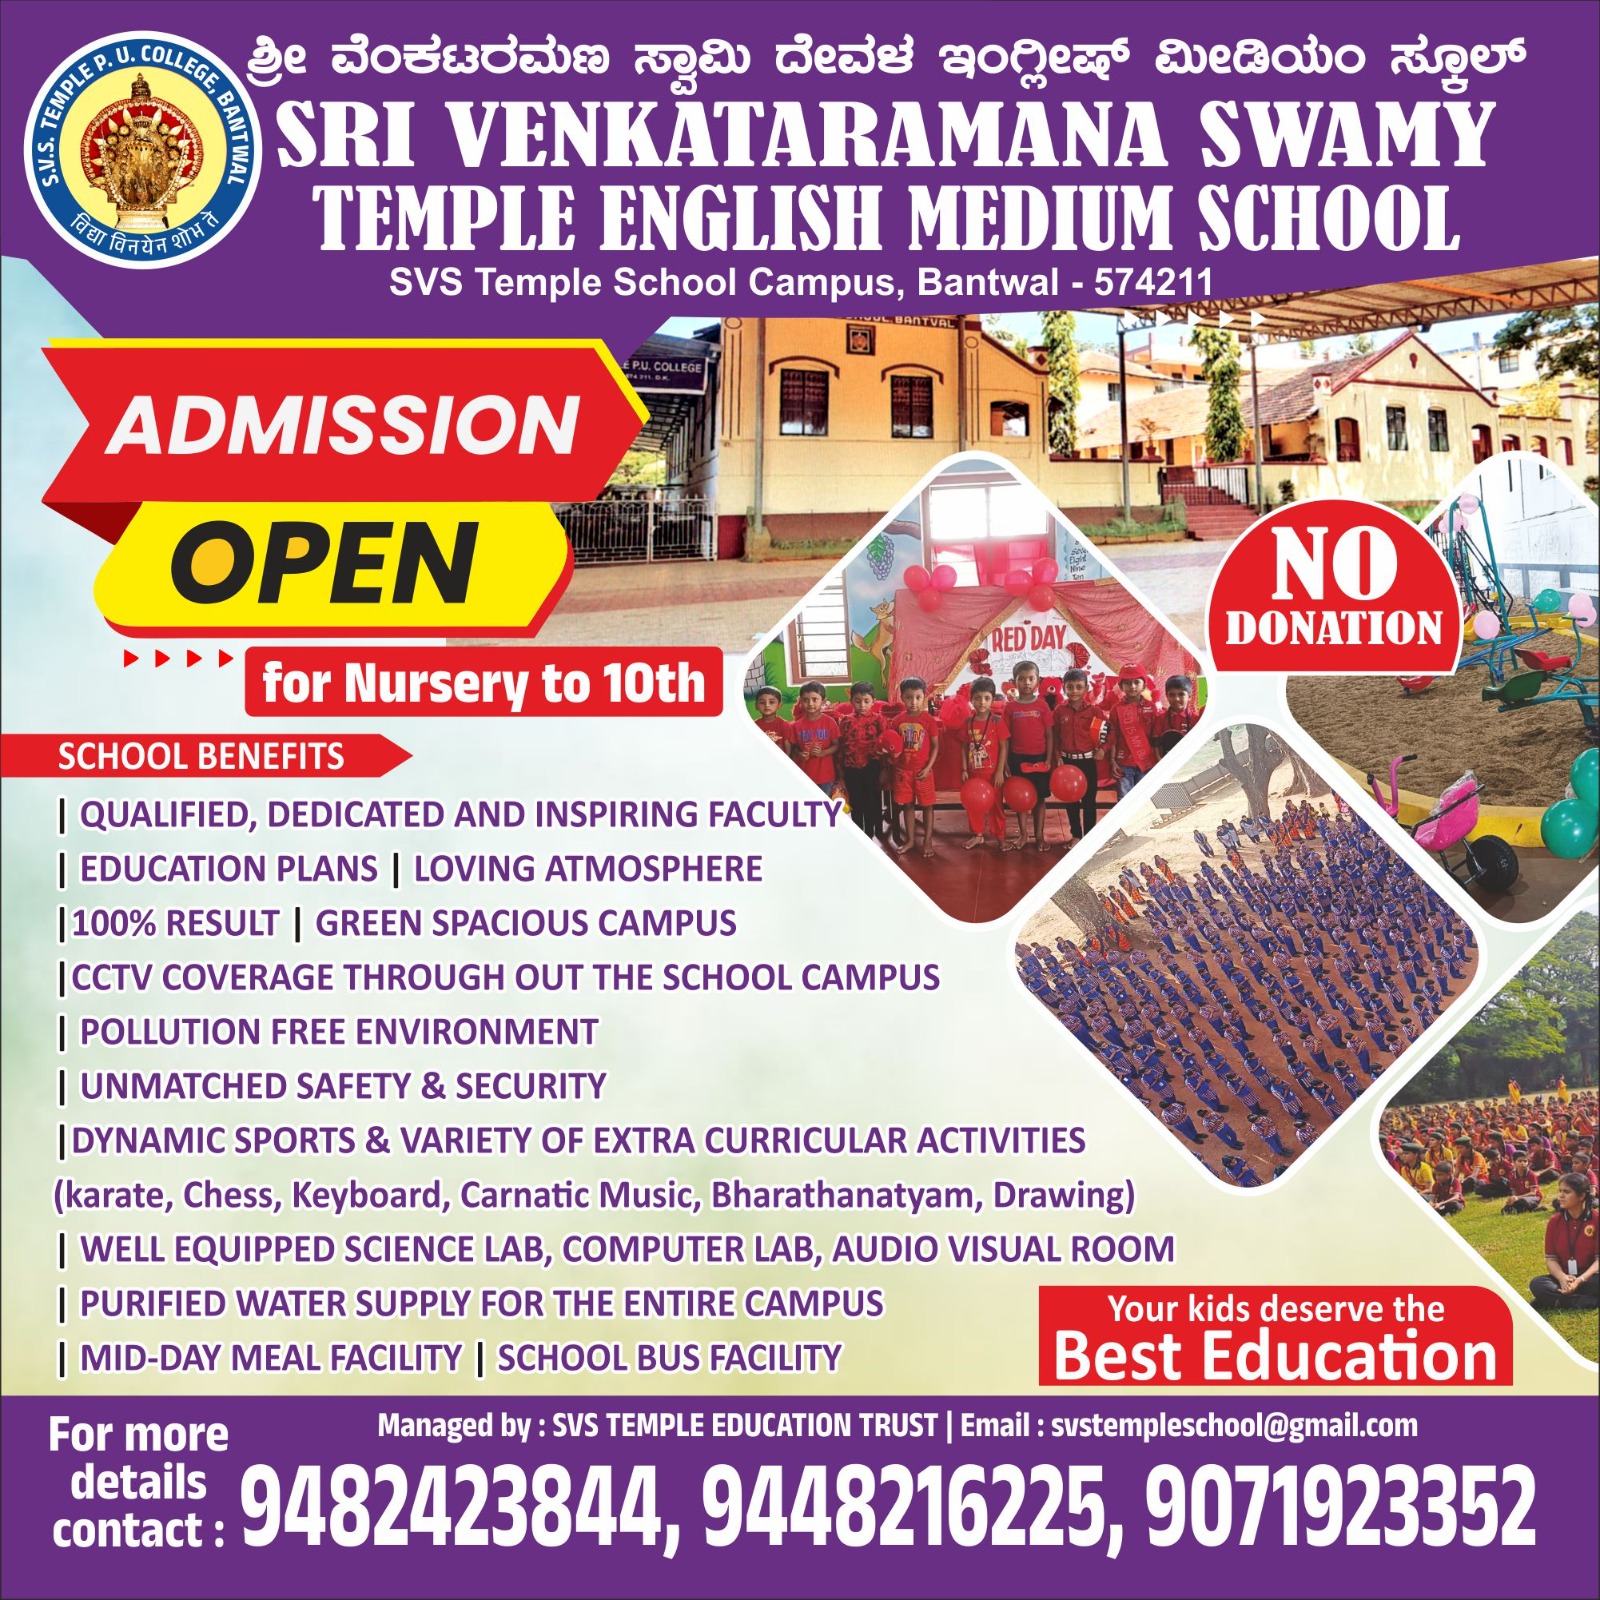 S.V.S. TEMPLE P. U. COLLEGE, BANTWAL
विद्या विनयेन शोभते
ಶ್ರೀ ವೆಂಕಟರಮಣ ಸ್ವಾಮಿ ದೇವಳ ಇಂಗ್ಲೀಷ್ ಮೀಡಿಯಂ ಸ್ಕೂಲ್
SRI VENKATARAMANA SWAMY
TEMPLE ENGLISH MEDIUM SCHOOL
SVS Temple School Campus, Bantwal - 574211
SCHOOL, BANTVAL
E P.U. COLLEGE
ADMISSION
OPEN
for Nursery to 10th
NO
DONATION
Eight
Nine
Ten
RED DAY
SCHOOL BENEFITS
| QUALIFIED, DEDICATED AND INSPIRING FACULTY
| EDUCATION PLANS | LOVING ATMOSPHERE
|100% RESULT | GREEN SPACIOUS CAMPUS
|CCTV COVERAGE THROUGH OUT THE SCHOOL CAMPUS
| POLLUTION FREE ENVIRONMENT
| UNMATCHED SAFETY & SECURITY
|DYNAMIC SPORTS & VARIETY OF EXTRA CURRICULAR ACTIVITIES
(karate, Chess, Keyboard, Carnatic Music, Bharathanatyam, Drawing)
| WELL EQUIPPED SCIENCE LAB, COMPUTER LAB, AUDIO VISUAL ROOM
| PURIFIED WATER SUPPLY FOR THE ENTIRE CAMPUS
| MID-DAY MEAL FACILITY | SCHOOL BUS FACILITY
Your kids deserve the
Best Education
Managed by : SVS TEMPLE EDUCATION TRUST | Email : svstempleschool@gmail.com
For more
details
contact :
9482423844, 9448216225, 9071923352